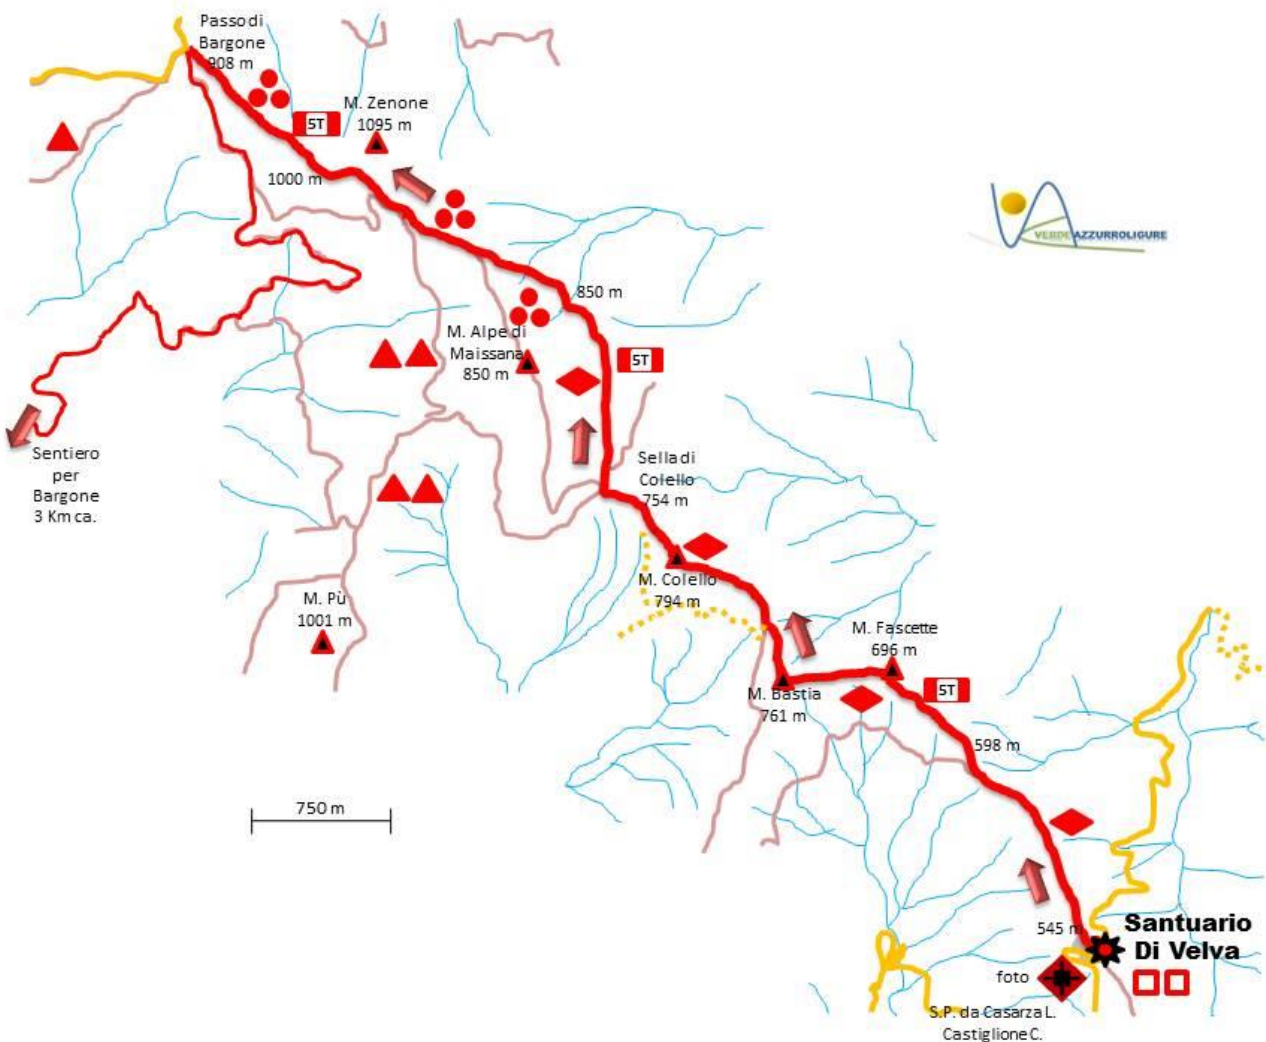 Passo di
Bargone
908 m
M. Zenone
1095 m
5T
1000 m
VERDEAZZURROLIGURE
850 m
M. Alpe di
Maissana
850 m
5T
Sella di
Colello
754 m
Sentiero
per
Bargone
3 Km ca.
M. Colello
794 m
M. Pù
1001 m
M. Fascette
696 m
5T
M. Bastia
761 m
598 m
750 m
545 m
Santuario
Di Velva
foto
S.P. da Casarza L.
Castiglione C.